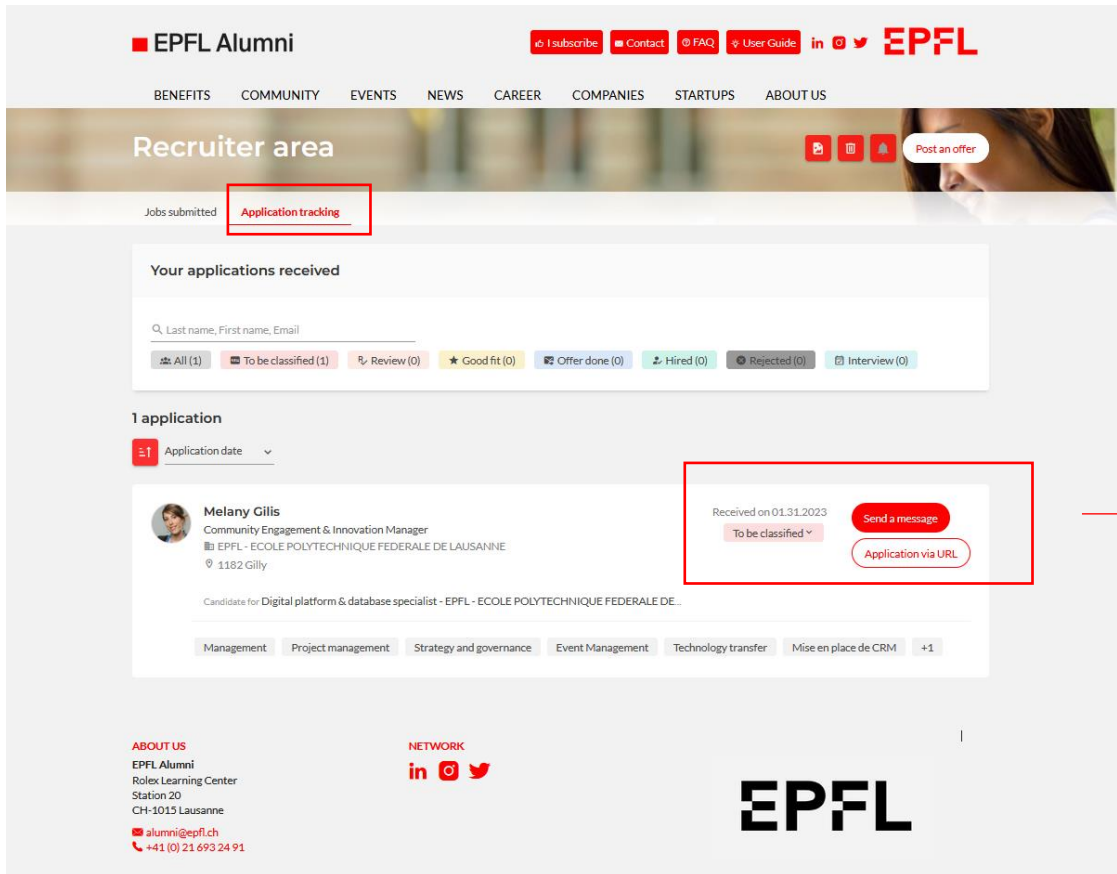 EPFL Alumni
I subscribe Contact FAQ User Guide in EPFL
BENEFITS COMMUNITY EVENTS NEWS CAREER COMPANIES STARTUPS ABOUT US
Recruiter area
Post an offer
Jobs submitted Application tracking
Your applications received
Last name, First name, Email
All (1) To be classified (1) Review (0) Good fit (0) Offer done (0) Hired (0) Rejected (0) Interview (0)
1 application
Application date
Melany Gilis
Received on 01.31.2023
Send a message
Community Engagement & Innovation Manager
To be classified
EPFL - ECOLE POLYTECHNIQUE FEDERALE DE LAUSANNE
Application via URL
1182 Gilly
Candidate for Digital platform & database specialist - EPFL - ECOLE POLYTECHNIQUE FEDERALE DE...
Management Project management Strategy and governance Event Management Technology transfer Mise en place de CRM +1
ABOUT US
NETWORK
EPFL Alumni
in
Rolex Learning Center
Station 20
CH-1015 Lausanne
EPFL
alumni@epfl.ch
+41 (0) 21 693 24 91